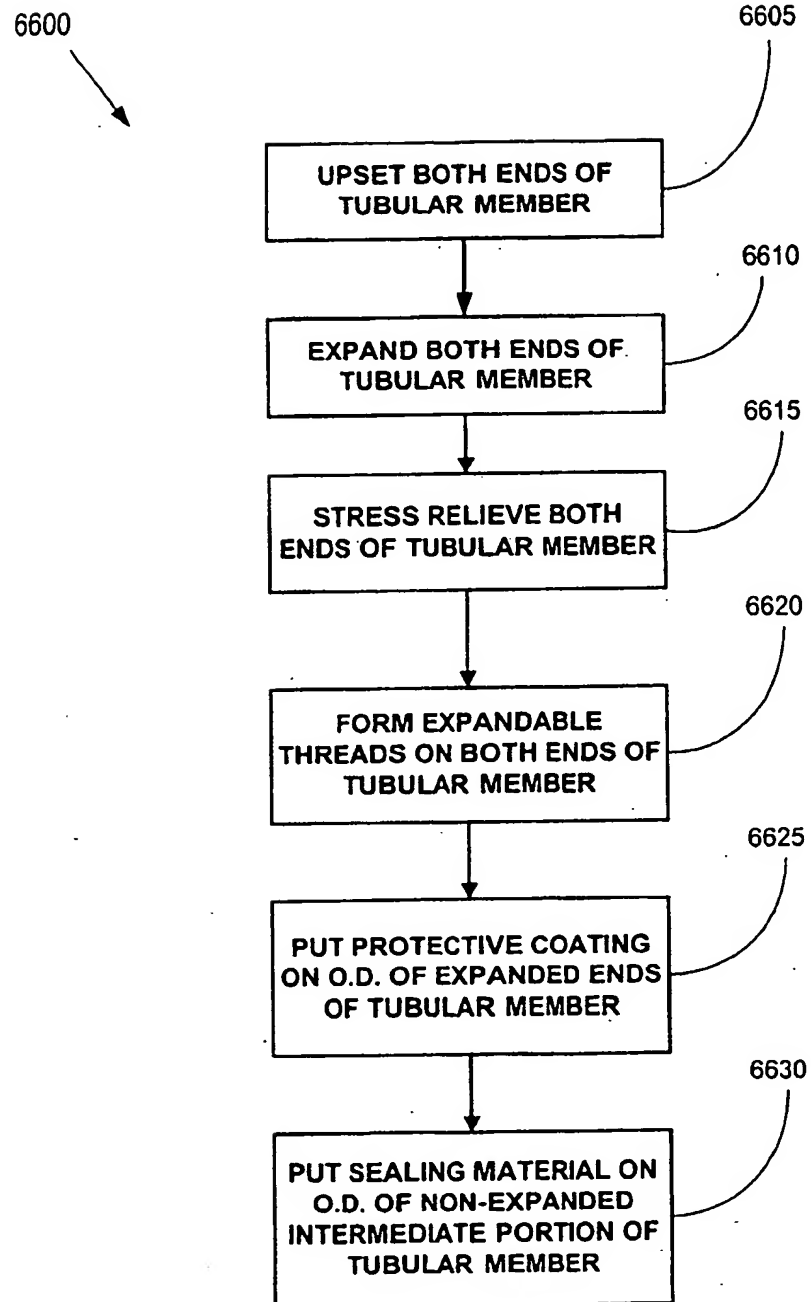 6600
6605
UPSET BOTH ENDS OF
TUBULAR MEMBER
6610
EXPAND BOTH ENDS OF
TUBULAR MEMBER
6615
STRESS RELIEVE BOTH
ENDS OF TUBULAR MEMBER
6620
FORM EXPANDABLE
THREADS ON BOTH ENDS OF
TUBULAR MEMBER
6625
PUT PROTECTIVE COATING
ON O.D. OF EXPANDED ENDS
OF TUBULAR MEMBER
6630
PUT SEALING MATERIAL ON
O.D. OF NON-EXPANDED
INTERMEDIATE PORTION OF
TUBULAR MEMBER